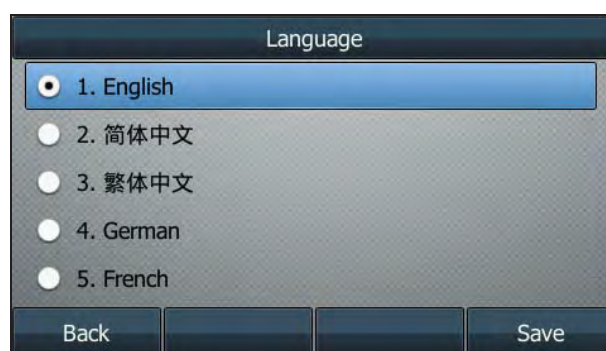 Language
1. English
2. 简体中文
3. 繁体中文
4. German
5. French
Back Save